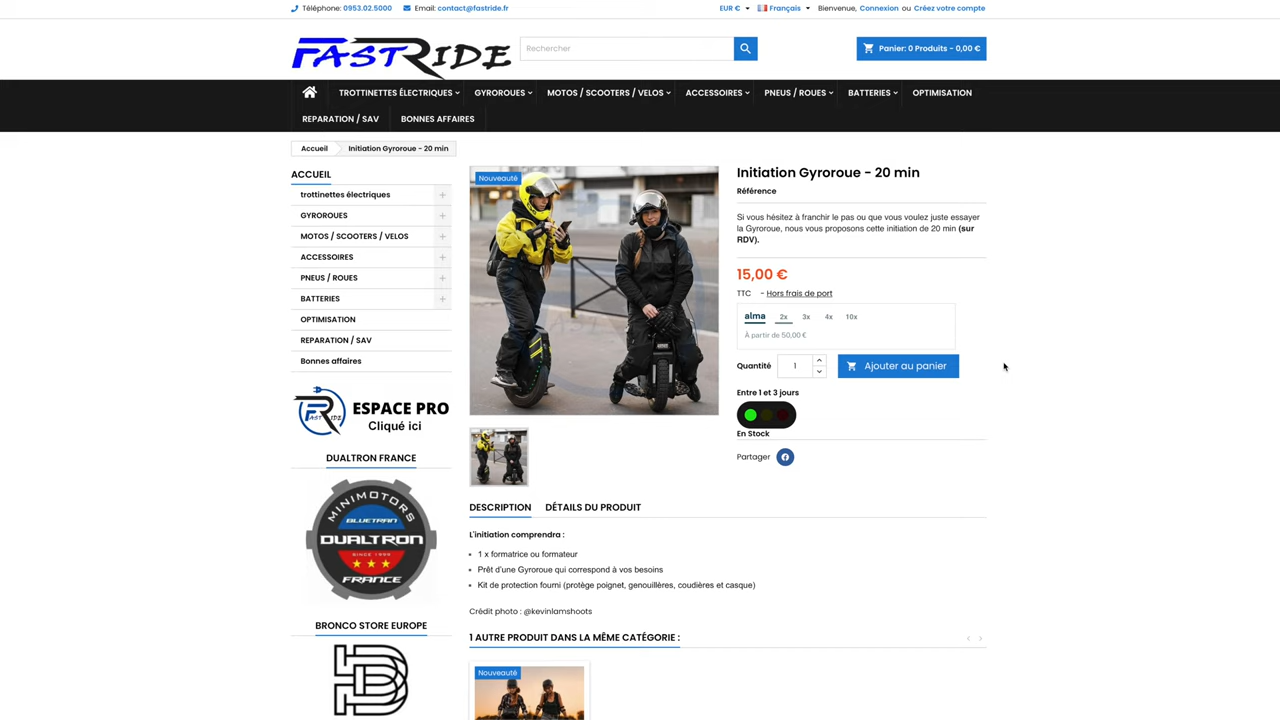 Téléphone: 0953.02.5000 Email: contact@fastride.fr EUR € Français Bienvenue, Connexion ou Créez votre compte
FASTRIDE
Rechercher
Panier: 0 Produits - 0,00 €
TROTTINETTES ÉLECTRIQUES GYROROUES MOTOS / SCOOTERS / VELOS ACCESSOIRES PNEUS / ROUES BATTERIES OPTIMISATION
REPARATION / SAV BONNES AFFAIRES
Accueil Initiation Gyroroue - 20 min
ACCUEIL
trottinettes électriques
GYROROUES
MOTOS / SCOOTERS / VELOS
ACCESSOIRES
PNEUS / ROUES
BATTERIES
OPTIMISATION
REPARATION / SAV
Bonnes affaires
FAST RIDE
ESPACE PRO
Cliqué ici
DUALTRON FRANCE
MINIMOTORS
BLUETRAN
DUALTRON
SINCE 1999
FRANCE
BRONCO STORE EUROPE
Nouveauté
Initiation Gyroroue - 20 min
Référence
Si vous hèsitez à franchir le pas ou que vous voulez juste essayer
la Gyroroue, nous vous proposons cette initiation de 20 min (sur
RDV).
15,00 €
TTC - Hors frais de port
alma 2x 3x 4x 10x
À partir de 50,00 €
Quantité 1 Ajouter au panier
Entre 1 et 3 jours
En Stock
Partager
DESCRIPTION DÉTAILS DU PRODUIT
L'initiation comprendra :
1 x formatrice ou formateur
Prêt d'une Gyroroue qui correspond à vos besoins
Kit de protection fourni (protège poignet, genouillères, coudières et casque)
Crédit photo : @kevinlamshoots
1 AUTRE PRODUIT DANS LA MÊME CATÉGORIE :
Nouveauté